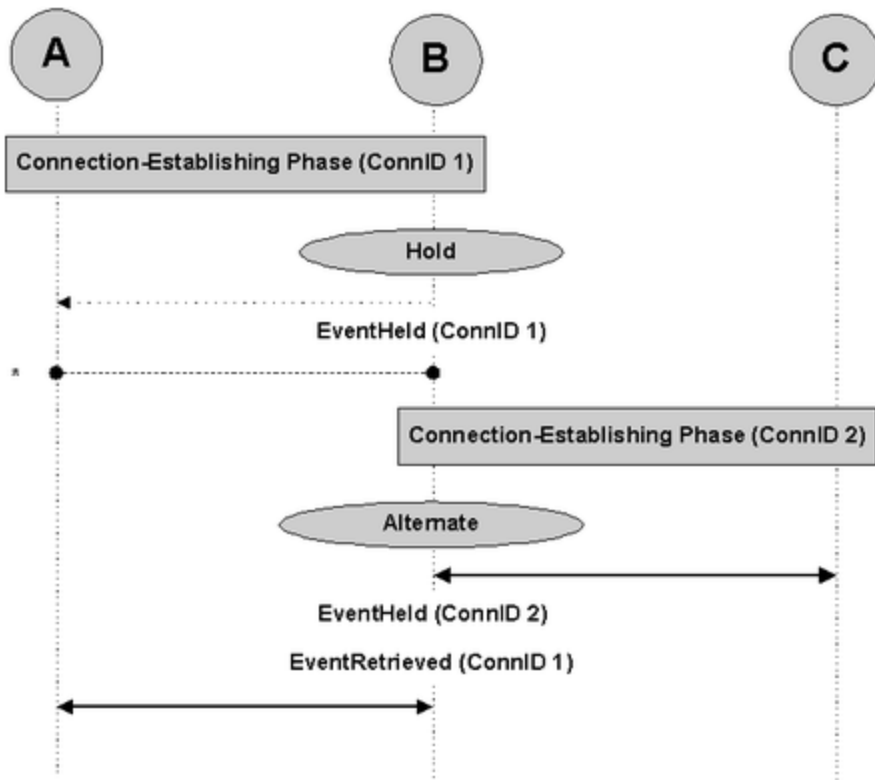 A
B
C
Connection-Establishing Phase (ConnID 1)
Hold
EventHeld (ConnID 1)
*
Connection-Establishing Phase (ConnID 2)
Alternate
EventHeld (ConnID 2)
EventRetrieved (ConnID 1)